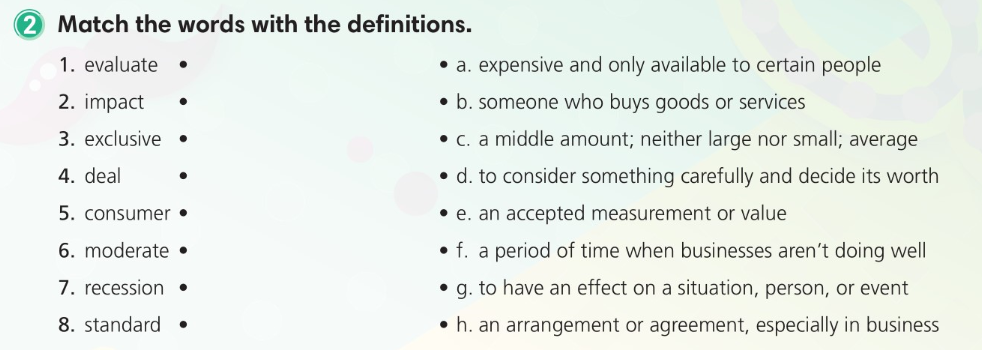 2 Match the words with the definitions.
1. evaluate • • a. expensive and only available to certain people
2. impact • • b. someone who buys goods or services
3. exclusive • • c. a middle amount; neither large nor small; average
4. deal • • d. to consider something carefully and decide its worth
5. consumer • • e. an accepted measurement or value
6. moderate • • f. a period of time when businesses aren't doing well
7. recession • • g. to have an effect on a situation, person, or event
8. standard • • h. an arrangement or agreement, especially in business